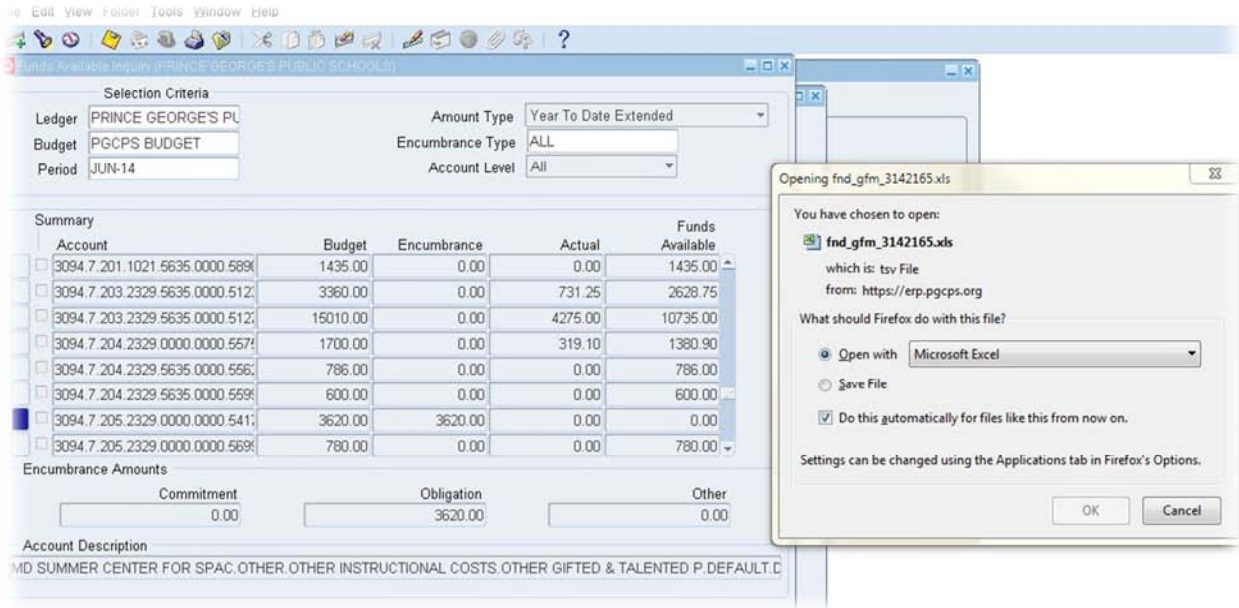 Edit View Folder Tools Window Help
?
Funds Available Inquiry (PRINCE GEORGE'S PUBLIC SCHOOLS)
Selection Criteria
Ledger PRINCE GEORGE'S PU
Amount Type Year To Date Extended
Budget PGCPS BUDGET
Encumbrance Type ALL
Period JUN-14
Account Level All
Summary
Account Budget Encumbrance Actual Funds Available
3094.7.201.1021.5635.0000.589 1435.00 0.00 0.00 1435.00
3094.7.203.2329.5635.0000.512 3360.00 0.00 731.25 2628.75
3094.7.203.2329.5635.0000.512 15010.00 0.00 4275.00 10735.00
3094.7.204.2329.0000.0000.557 1700.00 0.00 319.10 1380.90
3094.7.204.2329.5635.0000.556 786.00 0.00 0.00 786.00
3094.7.204.2329.5635.0000.559 600.00 0.00 0.00 600.00
3094.7.205.2329.0000.0000.541 3620.00 3620.00 0.00 0.00
3094.7.205.2329.0000.0000.569 780.00 0.00 0.00 780.00
Encumbrance Amounts
Commitment Obligation Other
0.00 3620.00 0.00
Account Description
MD SUMMER CENTER FOR SPAC.OTHER.OTHER INSTRUCTIONAL COSTS.OTHER GIFTED & TALENTED P.DEFAULT.D
Opening fnd_gfm_3142165.xls
You have chosen to open:
fnd_gfm_3142165.xls
which is: tsv File
from: https://erp.pgcps.org
What should Firefox do with this file?
Open with Microsoft Excel
Save File
Do this automatically for files like this from now on.
Settings can be changed using the Applications tab in Firefox's Options.
OK Cancel